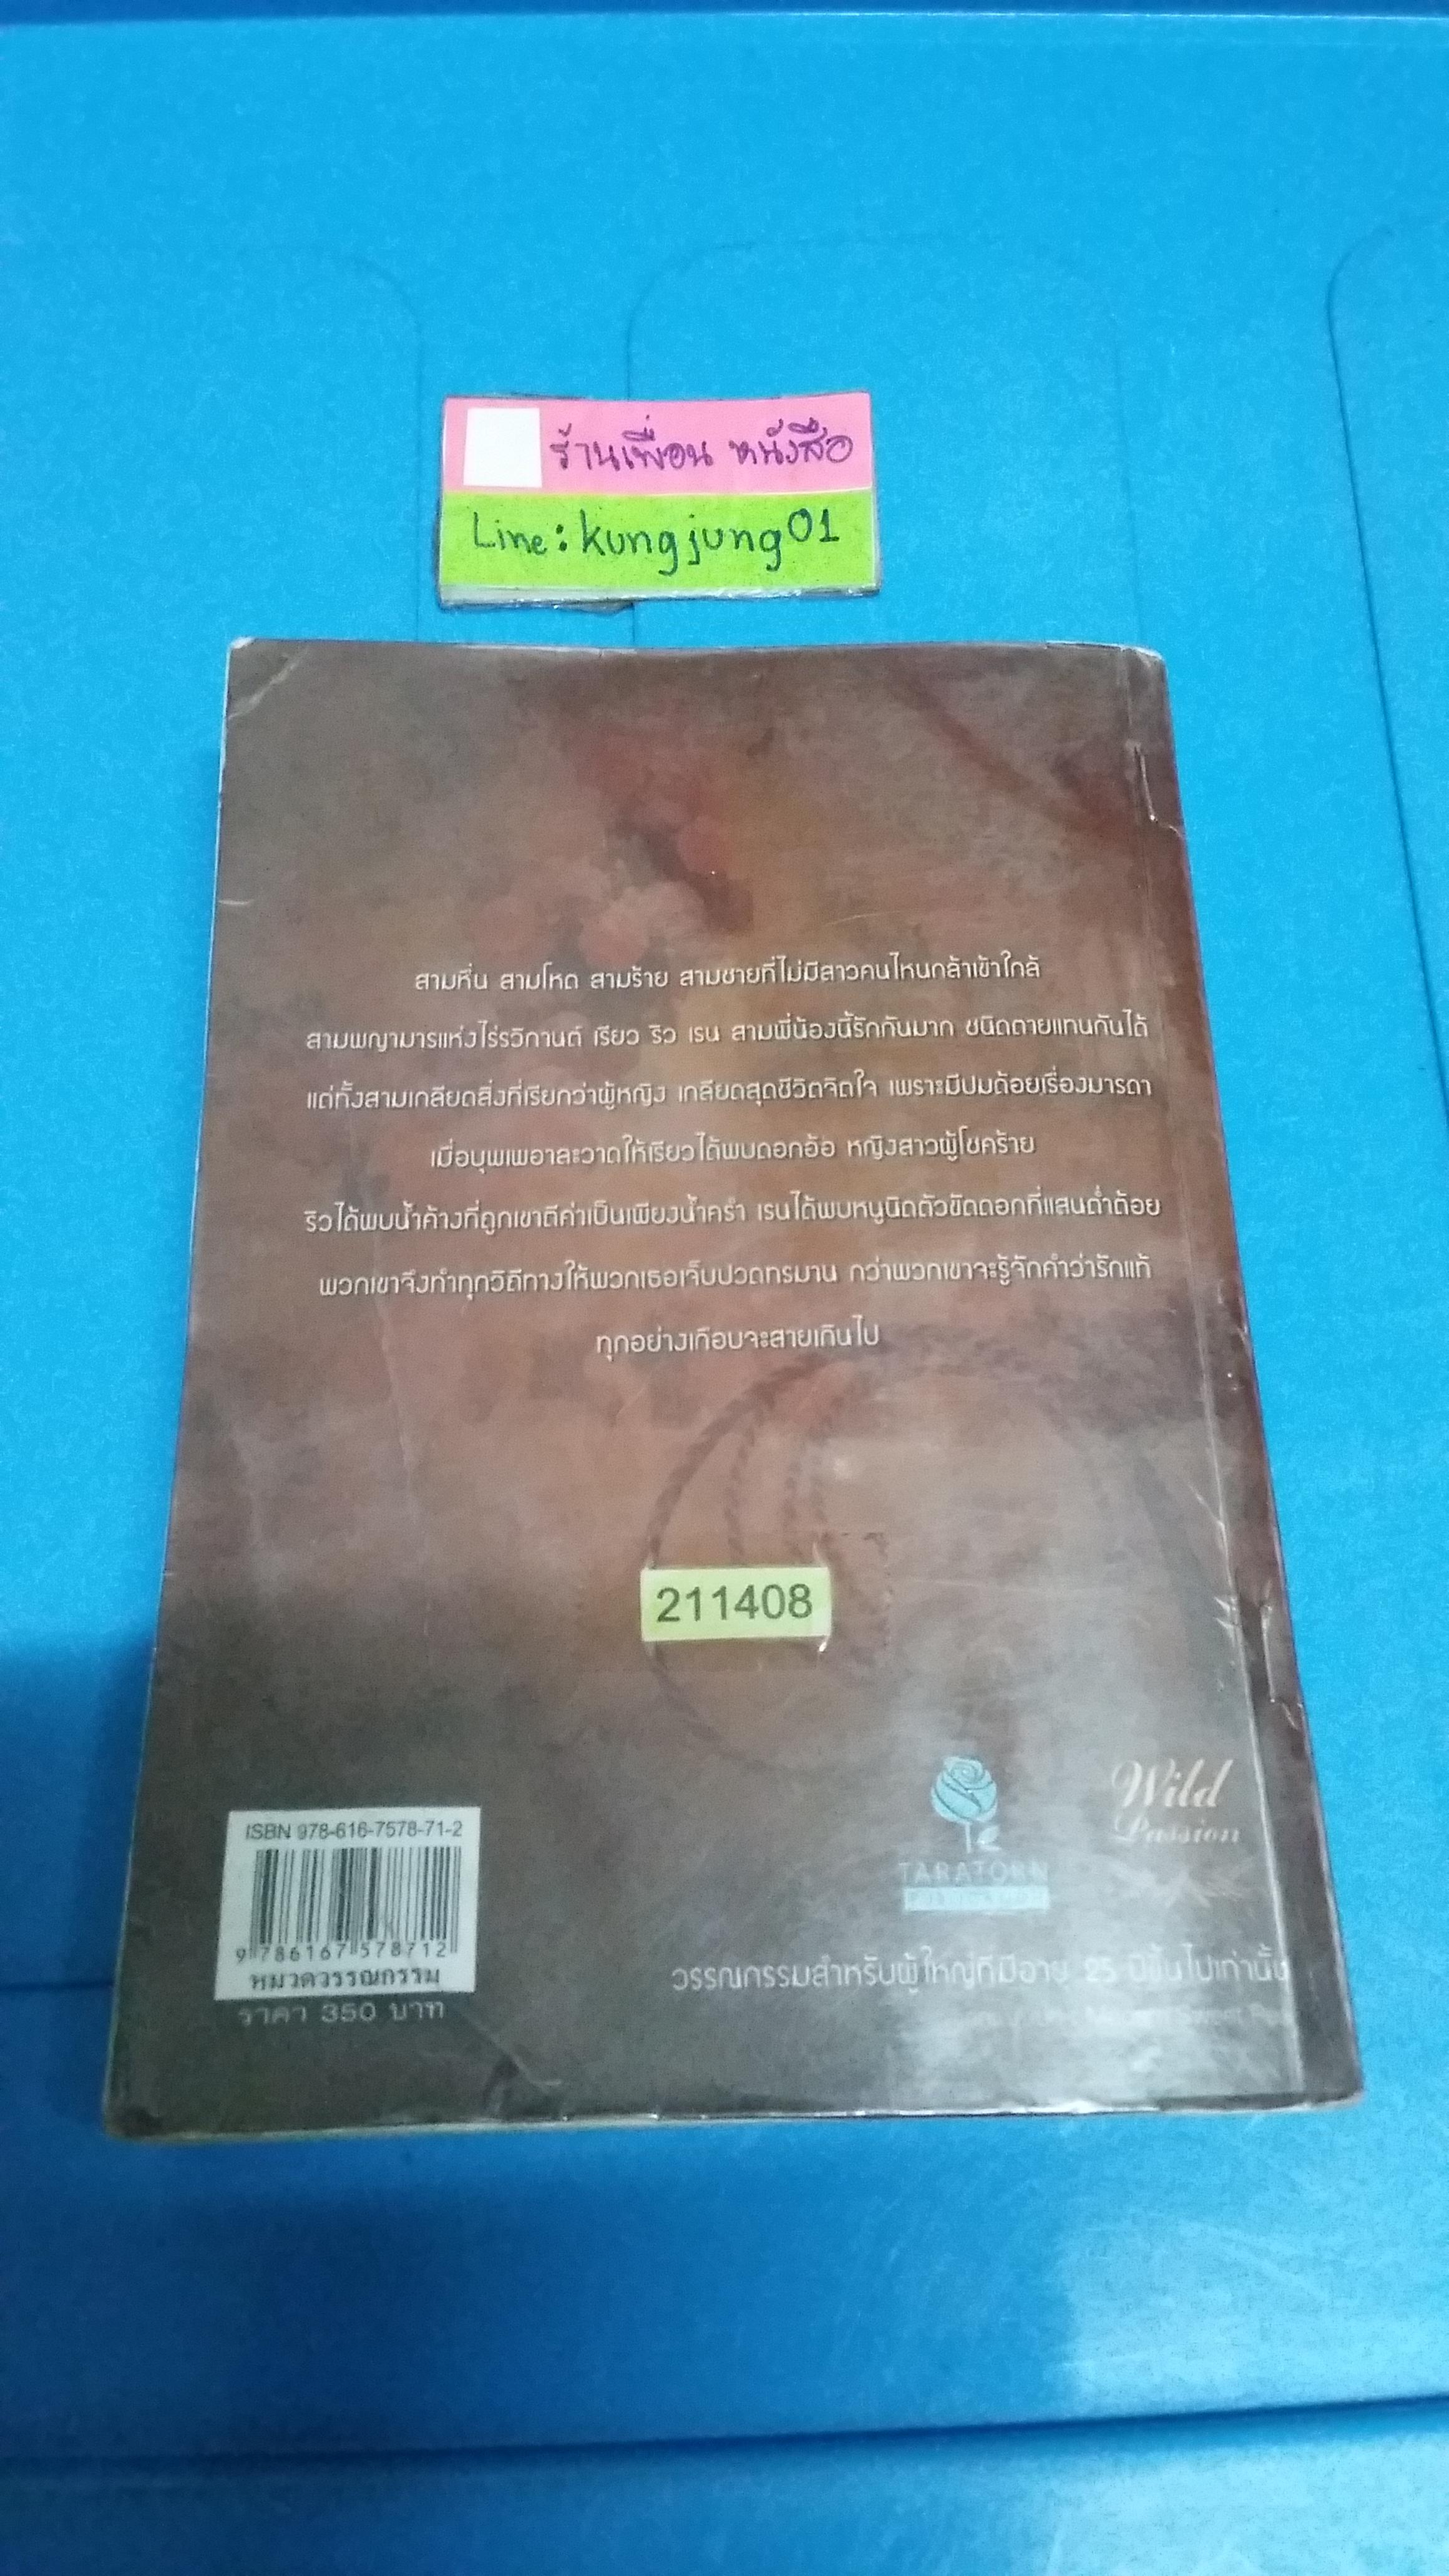 ร้านเพื่อน หนังสือ
Line: kungjung01
สามหื่น สามโหด สามร้าย สามชายที่ไม่มีสาวคนไหนกล้าเข้าใกล้
สามพญามารแห่งไร่รวิกานต์ เรียว ริว เรน สามพี่น้องนี้รักกันมาก ชนิดตายแทนกันได้
แต่ทั้งสามเกลียดสิ่งที่เรียกว่าผู้หญิง เกลียดสุดชีวิตจิตใจ เพราะมีปมด้อยเรื่องมารดา
เมื่อบุพเพอาละวาดให้เรียวได้พบดอกอ้อ หญิงสาวผู้โชคร้าย
ริวได้พบน้ำค้างที่ถูกเขาตีค่าเป็นเพียงน้ำครำ เรนได้พบหนูนิดตัวขัดดอกที่แสนต่ำต้อย
พวกเขาจึงทำทุกวิถีทางให้พวกเธอเจ็บปวดทรมาน กว่าพวกเขาจะรู้จักคำว่ารักแท้
ทุกอย่างเกือบจะสายเกินไป
211408
Wild
Passion
TARATORN
ISBN 978-616-7578-71-2
9 786167 578712
หมวดวรรณกรรม
ราคา 350 บาท
วรรณกรรมสำหรับผู้ใหญ่ที่มีอายุ 25 ปีขึ้นไปเท่านั้น
Sweet